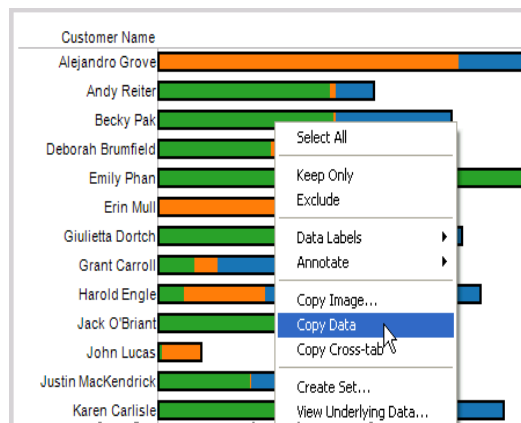 Customer Name
Alejandro Grove
Andy Reiter
Becky Pak
Deborah Brumfield
Emily Phan
Erin Mull
Giulietta Dortch
Grant Carroll
Harold Engle
Jack O'Briant
John Lucas
Justin MacKendrick
Karen Carlisle
Select All
Keep Only
Exclude
Data Labels
Annotate
Copy Image...
Copy Data
Copy Cross-tab
Create Set...
View Underlying Data...